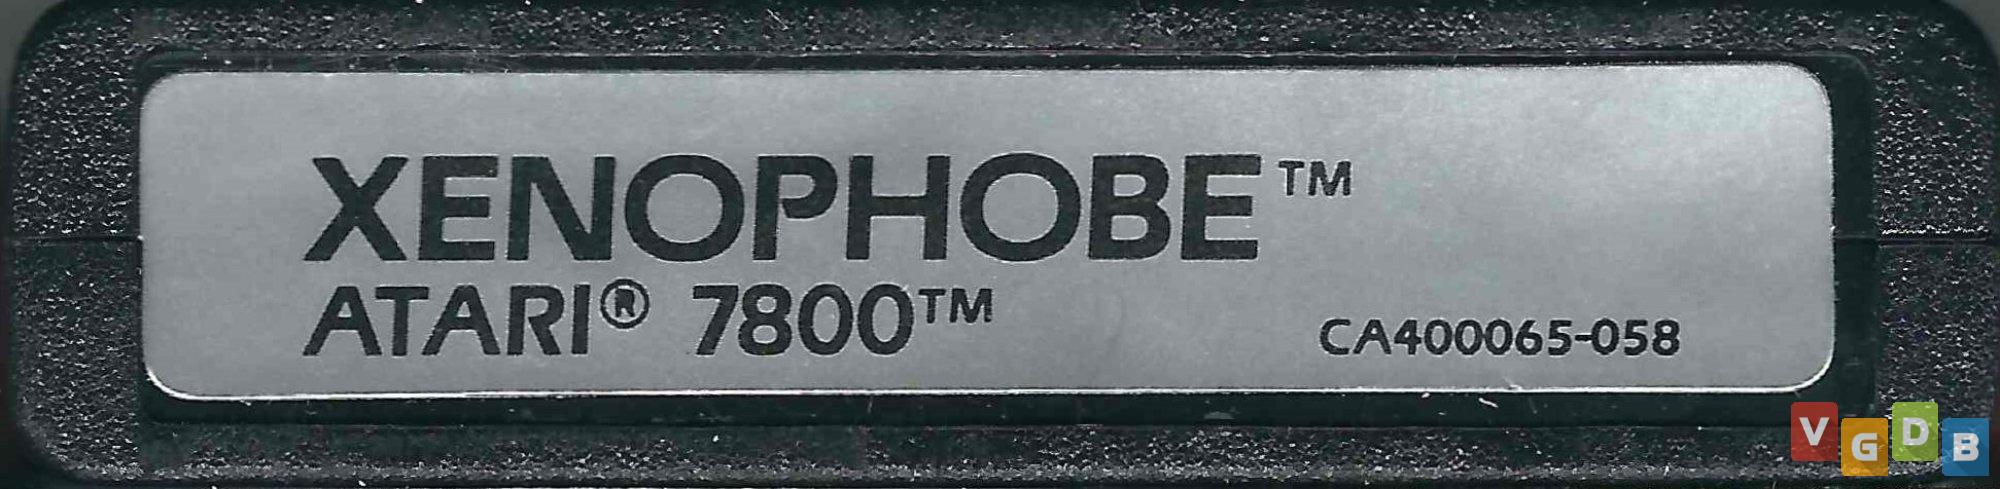 XENOPHOBE™
ATARI® 7800™
CA400065-058
VGDB